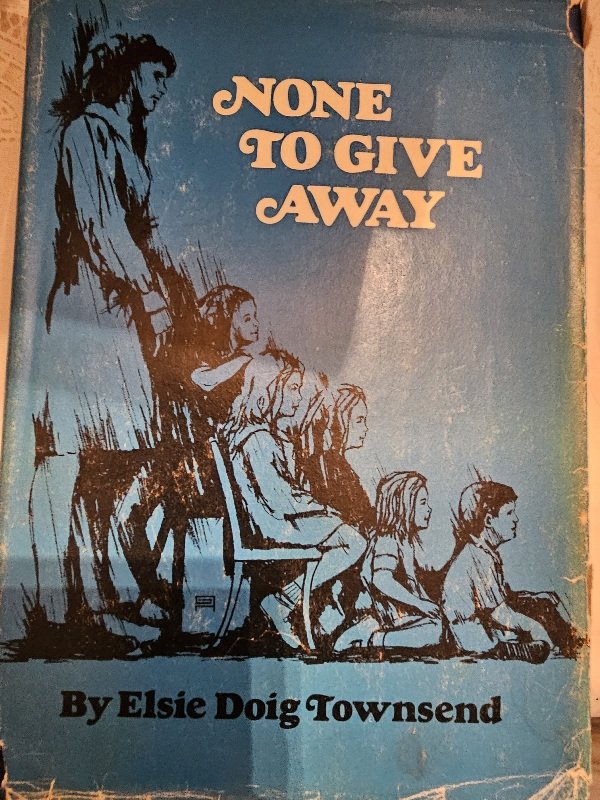 NONE
TO GIVE
AWAY
By Elsie Doig Townsend